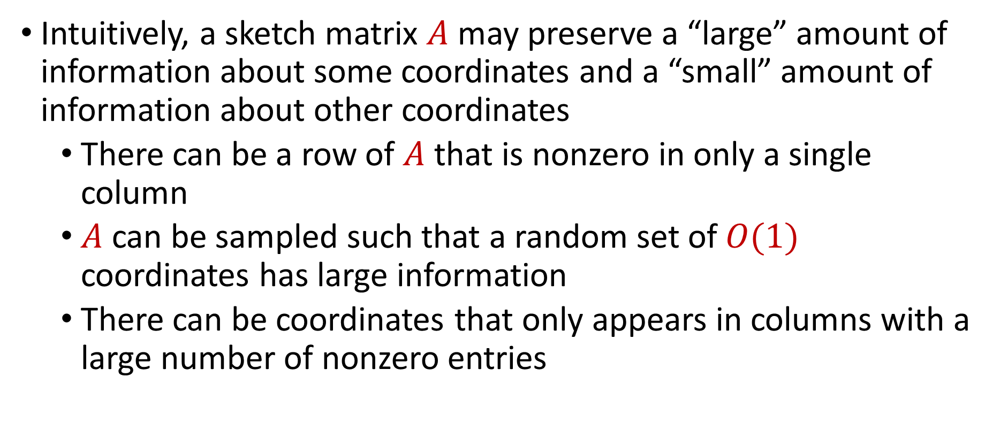 • Intuitively, a sketch matrix A may preserve a “large” amount of
information about some coordinates and a “small” amount of
information about other coordinates
• There can be a row of A that is nonzero in only a single
column
• A can be sampled such that a random set of O(1)
coordinates has large information
• There can be coordinates that only appears in columns with a
large number of nonzero entries